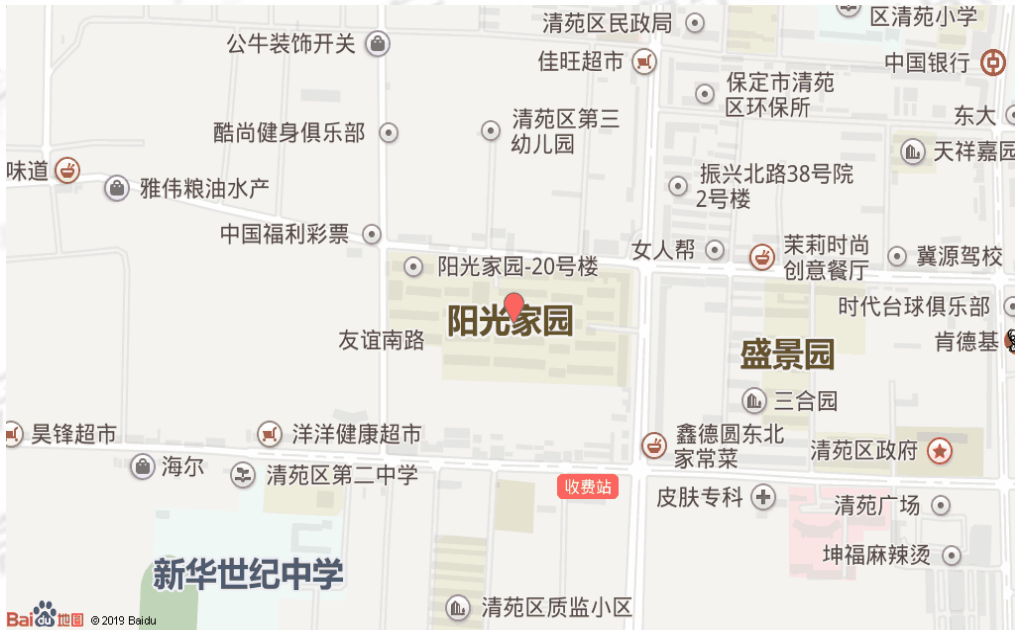 清苑区民政局
区清苑小学
公牛装饰开关
佳旺超市
中国银行
保定市清苑
区环保所
东大
清苑区第三
幼儿园
酷尚健身俱乐部
天祥嘉园
味道
雅伟粮油水产
振兴北路38号院
2号楼
中国福利彩票
女人帮
茉莉时尚
创意餐厅
冀源驾校
阳光家园-20号楼
时代台球俱乐部
阳光家园
友谊南路
肯德基
盛景园
三合园
昊锋超市
洋洋健康超市
鑫德圆东北
家常菜
清苑区政府
海尔
清苑区第二中学
收费站
皮肤专科
清苑广场
坤福麻辣烫
新华世纪中学
清苑区质监小区
Bai du 地图 © 2019 Baidu